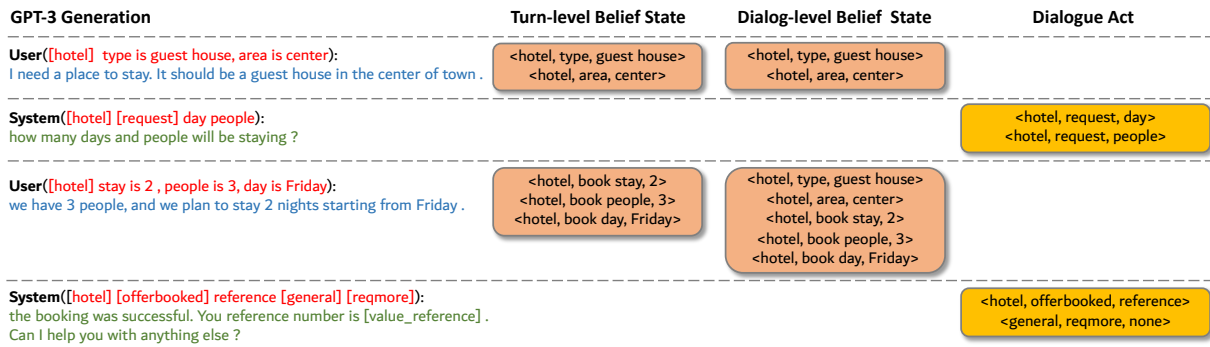 GPT-3 Generation
Turn-level Belief State
Dialog-level Belief State
Dialogue Act
User([hotel] type is guest house, area is center):
I need a place to stay. It should be a guest house in the center of town .
<hotel, type, guest house>
<hotel, area, center>
<hotel, type, guest house>
<hotel, area, center>
System([hotel] [request] day people):
how many days and people will be staying ?
<hotel, request, day>
<hotel, request, people>
User([hotel] stay is 2 , people is 3, day is Friday):
we have 3 people, and we plan to stay 2 nights starting from Friday .
<hotel, book stay, 2>
<hotel, book people, 3>
<hotel, book day, Friday>
<hotel, type, guest house>
<hotel, area, center>
<hotel, book stay, 2>
<hotel, book people, 3>
<hotel, book day, Friday>
System([hotel] [offerbooked] reference [general] [reqmore]):
the booking was successful. You reference number is [value_reference] .
Can I help you with anything else ?
<hotel, offerbooked, reference>
<general, reqmore, none>